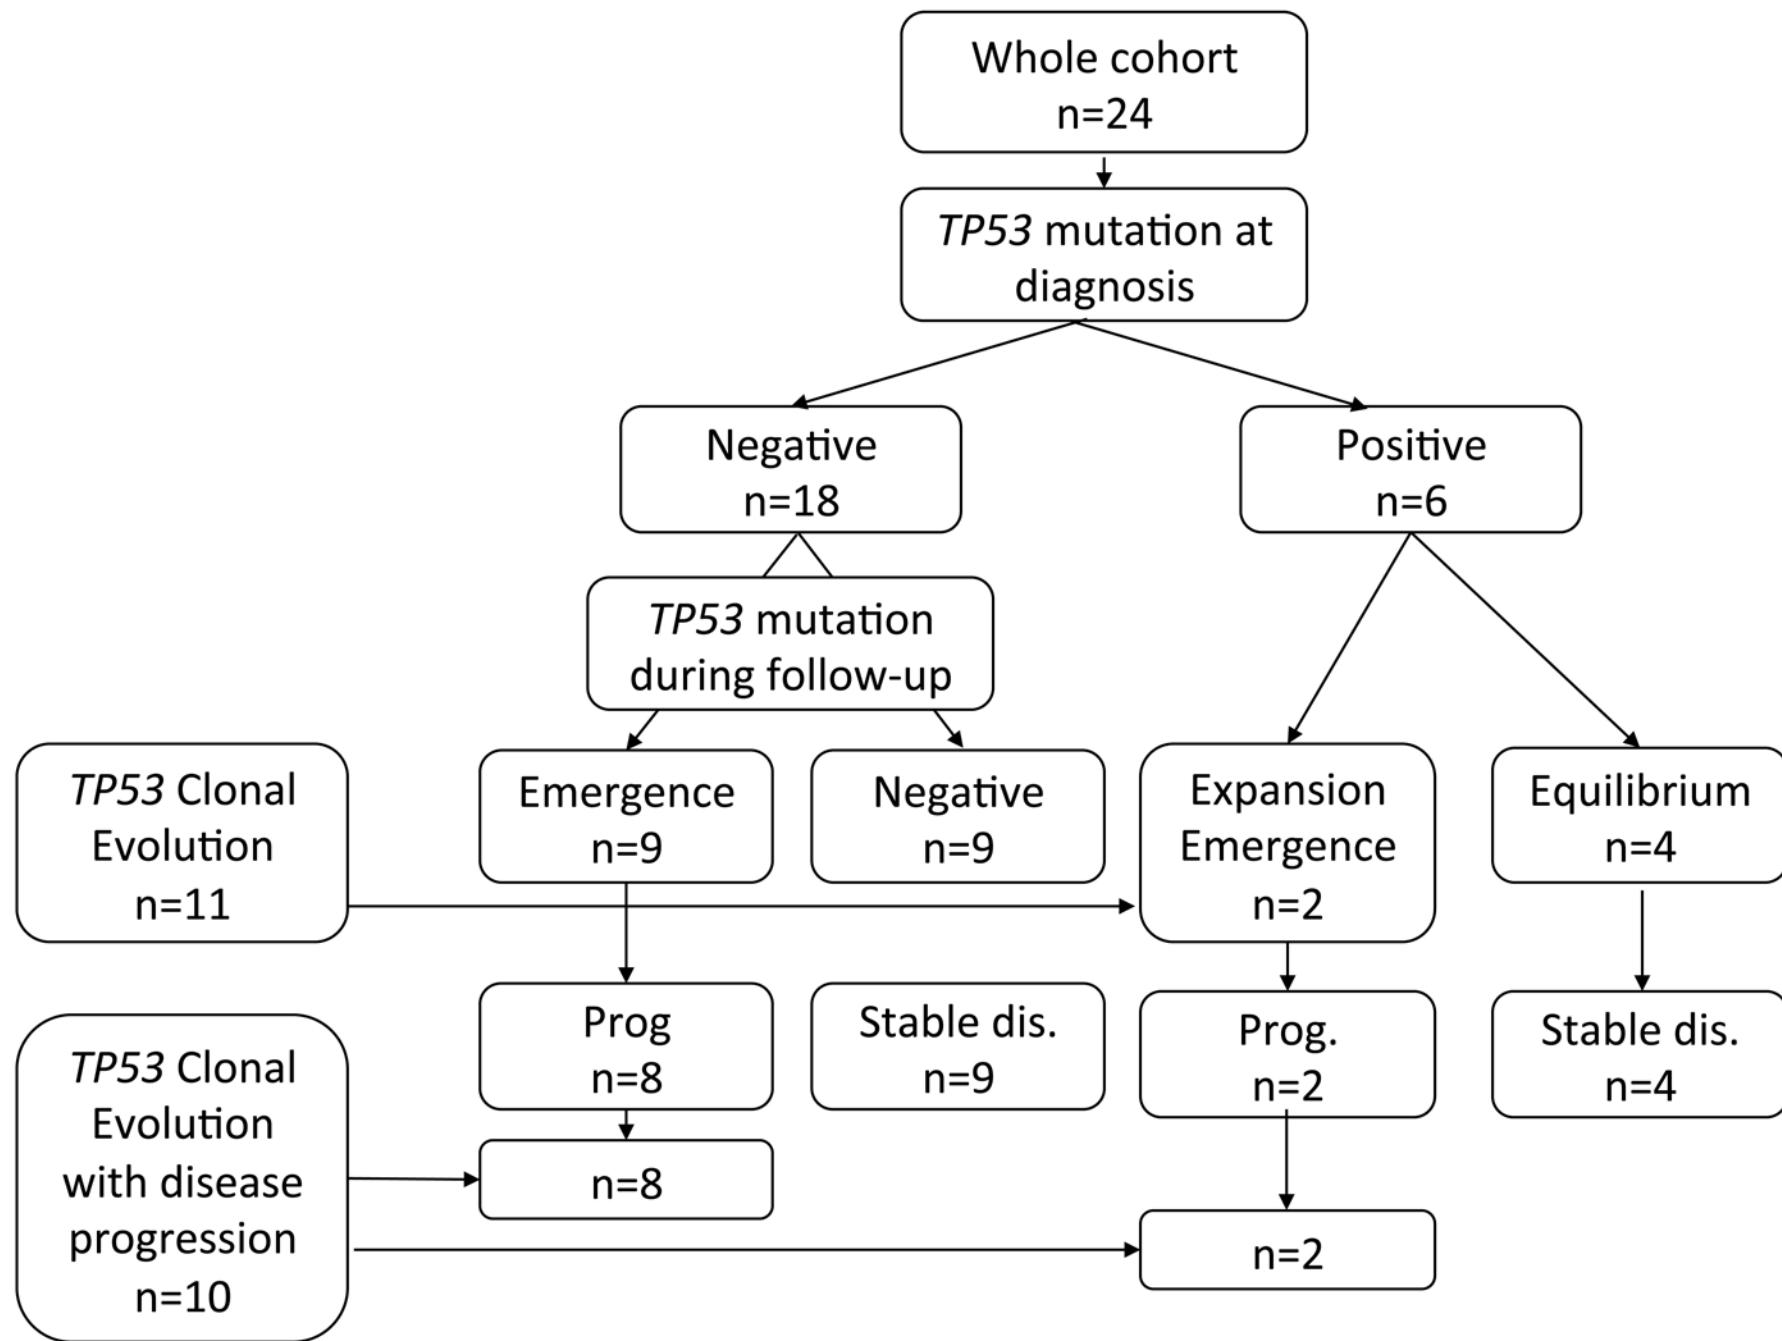 Whole cohort
n=24
TP53 mutation at
diagnosis
Negative
n=18
Positive
n=6
TP53 mutation
during follow-up
TP53 Clonal
Evolution
n=11
Emergence
n=9
Negative
n=9
Expansion
Emergence
n=2
Equilibrium
n=4
TP53 Clonal
Evolution
with disease
progression
n=10
Prog
n=8
Stable dis.
n=9
Prog.
n=2
Stable dis.
n=4
n=8
n=2